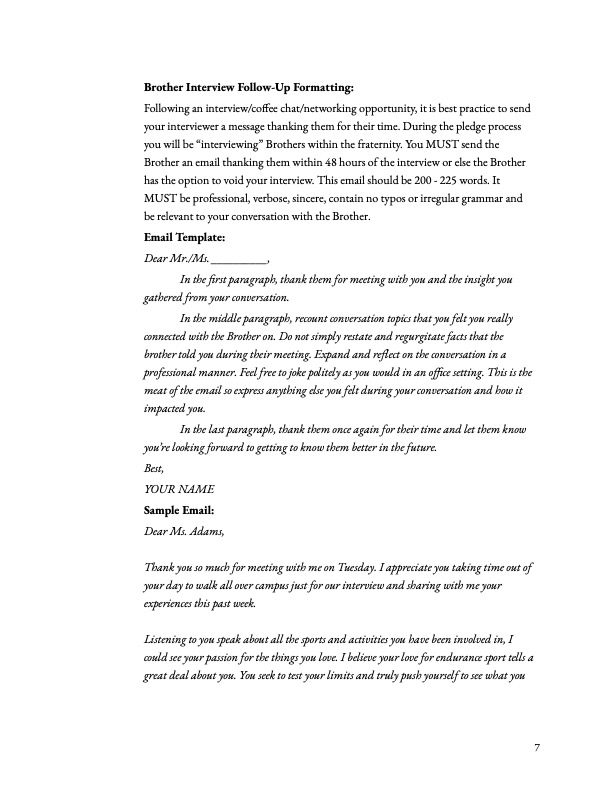 Brother Interview Follow-Up Formatting:
Following an interview/coffee chat/networking opportunity, it is best practice to send
your interviewer a message thanking them for their time. During the pledge process
you will be “interviewing” Brothers within the fraternity. You MUST send the
Brother an email thanking them within 48 hours of the interview or else the Brother
has the option to void your interview. This email should be 200 - 225 words. It
MUST be professional, verbose, sincere, contain no typos or irregular grammar and
be relevant to your conversation with the Brother.
Email Template:
Dear Mr./Ms. __________,
In the first paragraph, thank them for meeting with you and the insight you
gathered from your conversation.
In the middle paragraph, recount conversation topics that you felt you really
connected with the Brother on. Do not simply restate and regurgitate facts that the
brother told you during their meeting. Expand and reflect on the conversation in a
professional manner. Feel free to joke politely as you would in an office setting. This is the
meat of the email so express anything else you felt during your conversation and how it
impacted you.
In the last paragraph, thank them once again for their time and let them know
you’re looking forward to getting to know them better in the future.
Best,
YOUR NAME
Sample Email:
Dear Ms. Adams,
Thank you so much for meeting with me on Tuesday. I appreciate you taking time out of
your day to walk all over campus just for our interview and sharing with me your
experiences this past week.
Listening to you speak about all the sports and activities you have been involved in, I
could see your passion for the things you love. I believe your love for endurance sport tells a
great deal about you. You seek to test your limits and truly push yourself to see what you
7